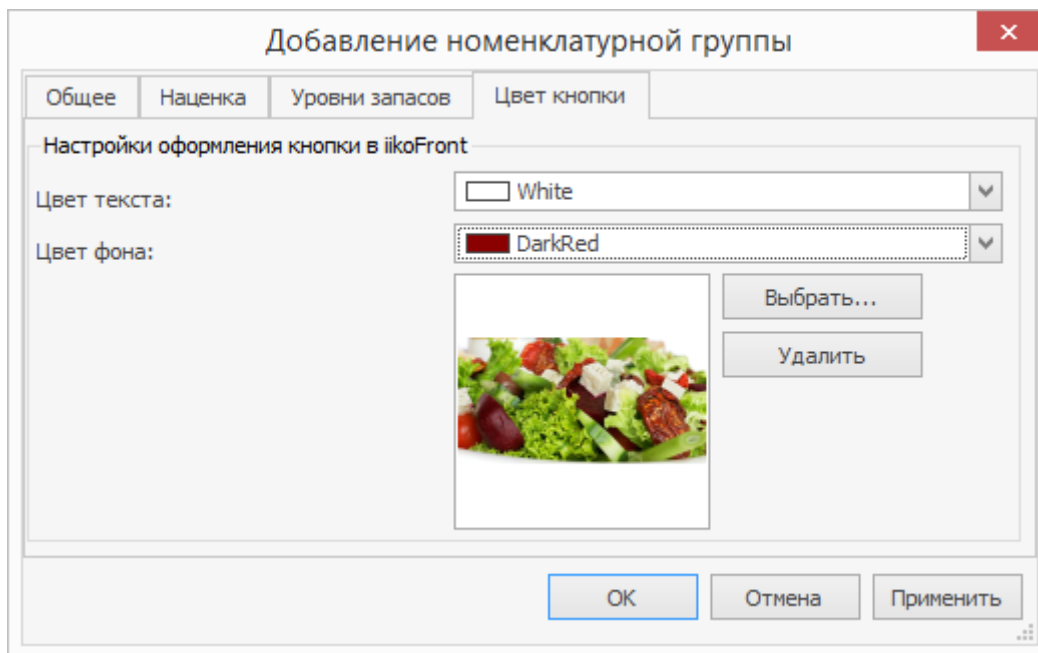 Добавление номенклатурной группы
Общее Наценка Уровни запасов Цвет кнопки
Настройки оформления кнопки в iikoFront
Цвет текста: White
Цвет фона: DarkRed
Выбрать...
Удалить
OK Отмена Применить